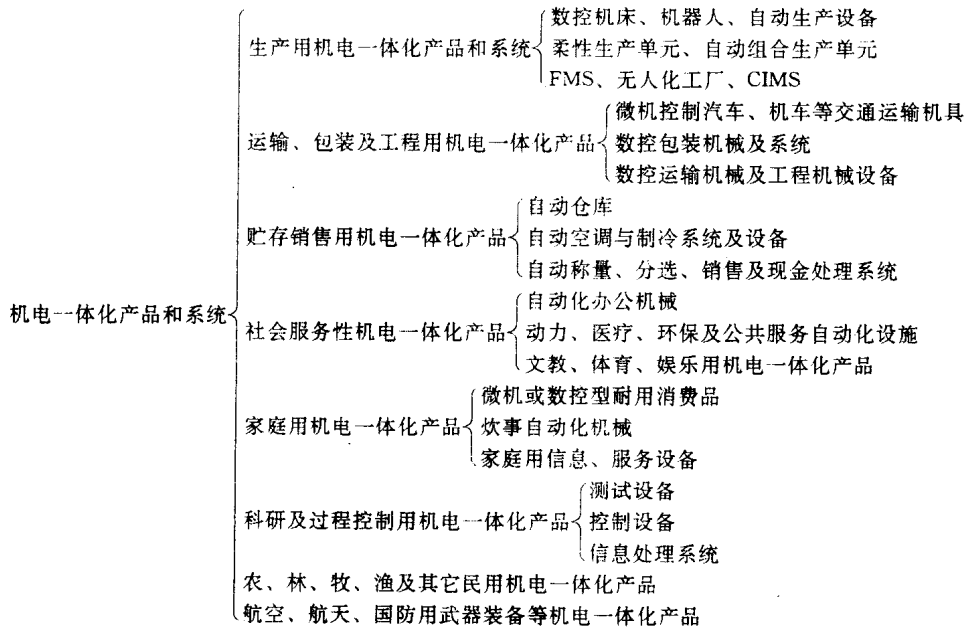 数控机床、机器人、自动生产设备
生产用机电一体化产品和系统
柔性生产单元、自动组合生产单元
FMS、无人化工厂、CIMS
微机控制汽车、机车等交通运输机具
运输、包装及工程用机电一体化产品
数控包装机械及系统
数控运输机械及工程机械设备
自动仓库
贮存销售用机电一体化产品
自动空调与制冷系统及设备
自动称量、分选、销售及现金处理系统
机电一体化产品和系统
自动化办公机械
社会服务性机电一体化产品
动力、医疗、环保及公共服务自动化设施
文教、体育、娱乐用机电一体化产品
微机或数控型耐用消费品
家庭用机电一体化产品
炊事自动化机械
家庭用信息、服务设备
测试设备
科研及过程控制用机电一体化产品
控制设备
信息处理系统
农、林、牧、渔及其它民用机电一体化产品
航空、航天、国防用武器装备等机电一体化产品